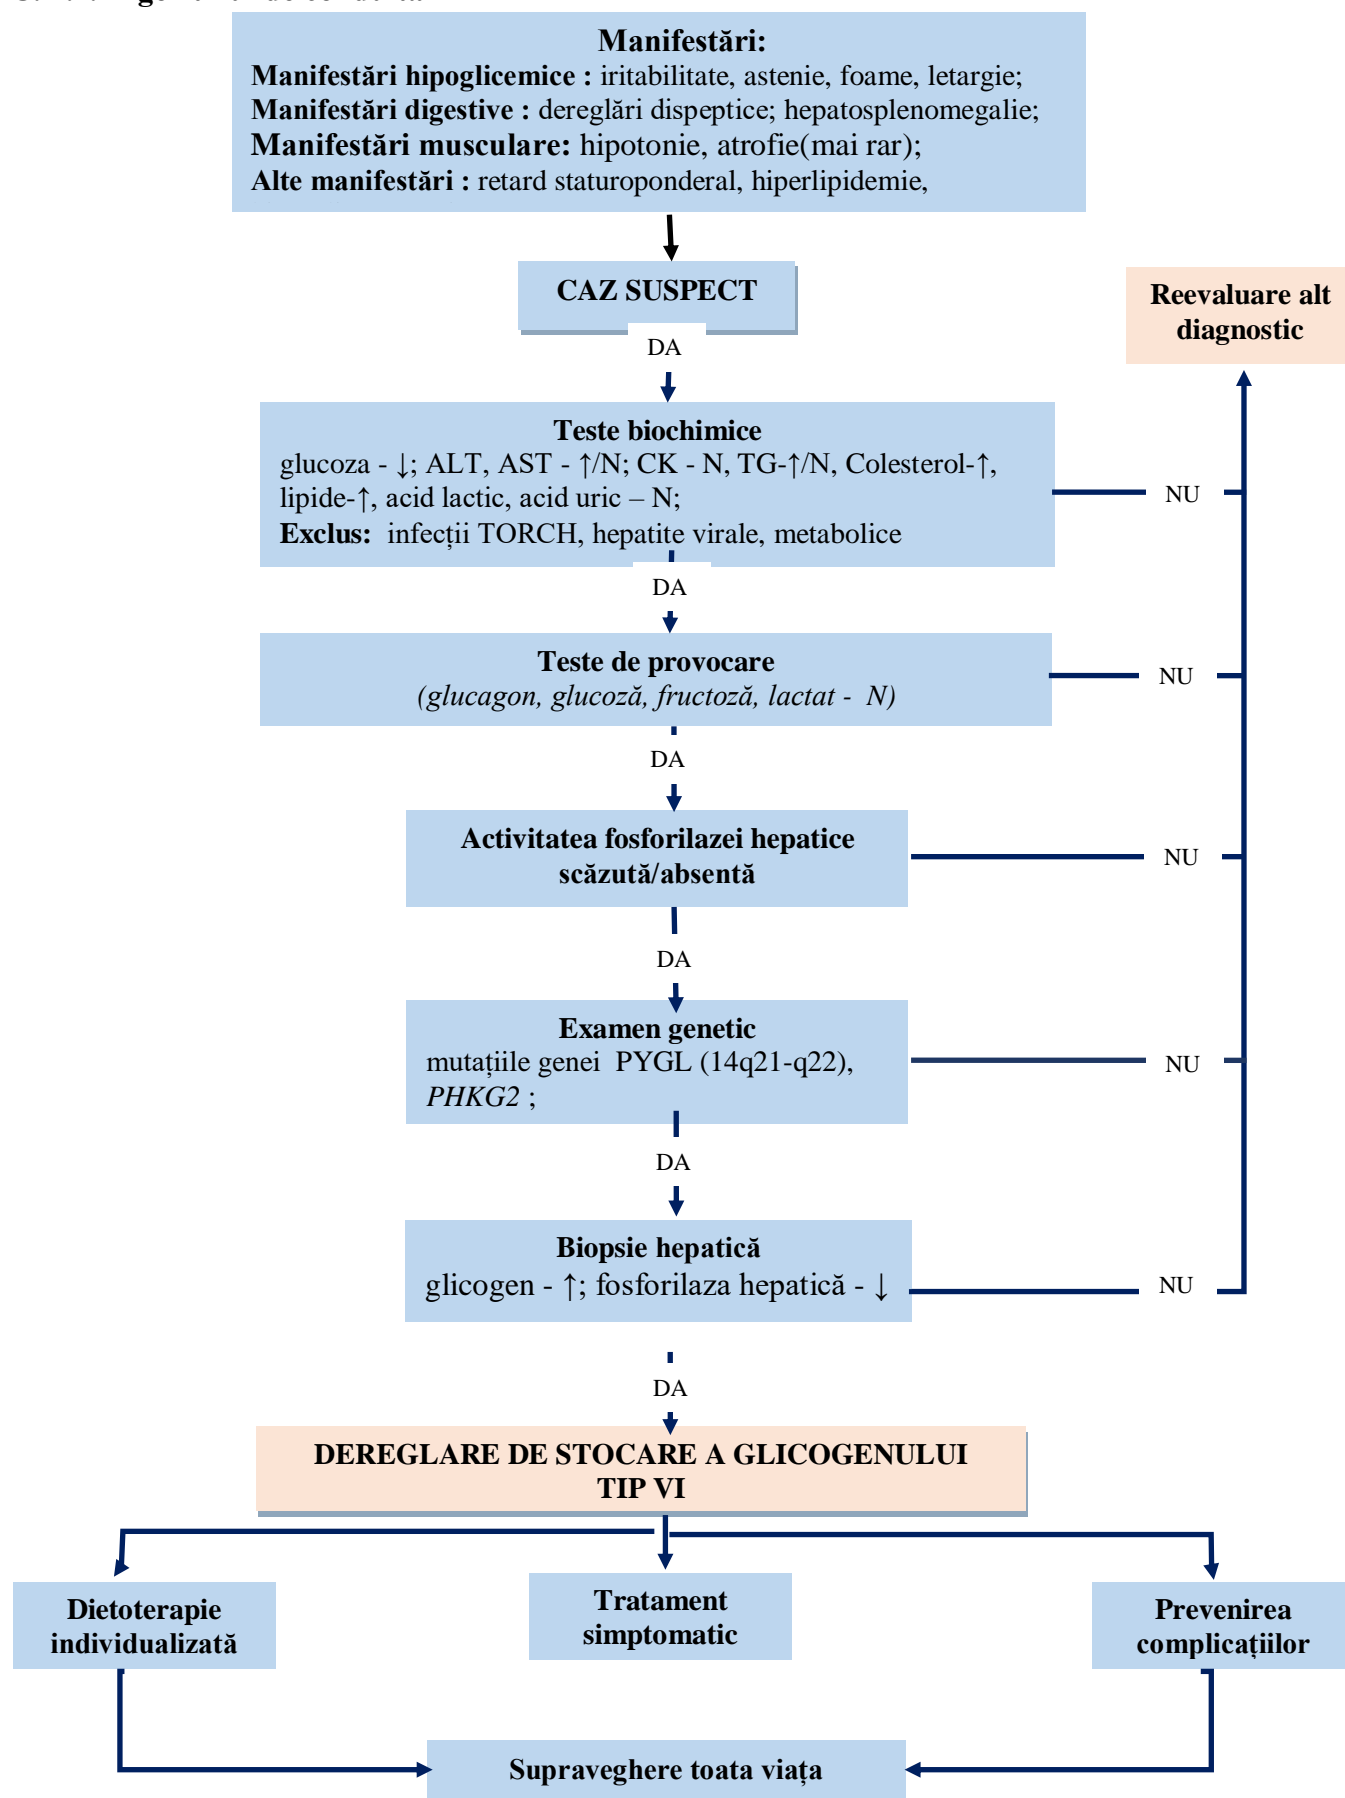 Manifestări:
Manifestări hipoglicemice : iritabilitate, astenie, foame, letargie;
Manifestări digestive : dereglări dispeptice; hepatosplenomegalie;
Manifestări musculare: hipotonie, atrofie(mai rar);
Alte manifestări : retard staturoponderal, hiperlipidemie,
CAZ SUSPECT
Reevaluare alt
diagnostic
DA
Teste biochimice
glucoza - ↓; ALT, AST - ↑/N; CK - N, TG-↑/N, Colesterol-↑,
lipide-↑, acid lactic, acid uric – N;
Exclus: infecții TORCH, hepatite virale, metabolice
NU
DA
Teste de provocare
(glucagon, glucoză, fructoză, lactat - N)
NU
DA
Activitatea fosforilazei hepatice
scăzută/absentă
NU
DA
Examen genetic
mutațiile genei PYGL (14q21-q22),
PHKG2 ;
NU
DA
Biopsie hepatică
glicogen - ↑; fosforilaza hepatică - ↓
NU
DA
DEREGLARE DE STOCARE A GLICOGENULUI
TIP VI
Dietoterapie
individualizată
Tratament
simptomatic
Prevenirea
complicațiilor
Supraveghere toata viața